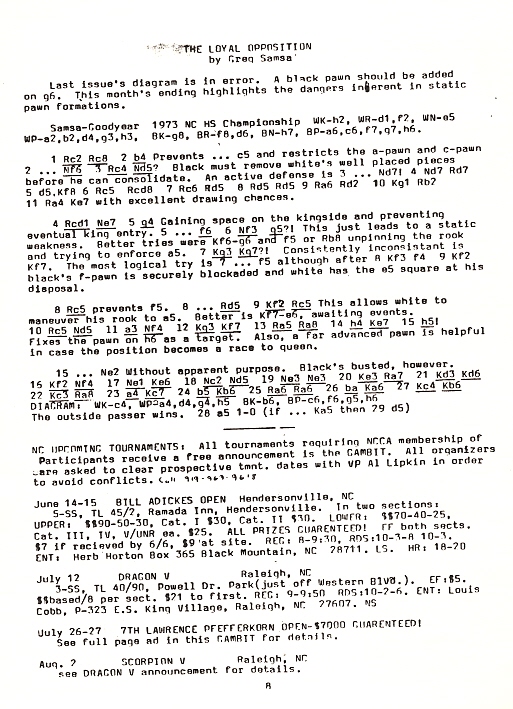 THE LOYAL OPPOSITION
by Greg Samsa
Last issue's diagram is in error. A black pawn should be added
on g6. This month's ending highlights the dangers inherent in static
pawn formations.
Samsa-Goodyear 1973 NC HS Championship WK-h2, WR-d1,f2, WN-e5
WP-a2,b2,d4,g3,h3, BK-g8, BR-f8,d6, BN-h7, BP-a6,c6,f7,g7,h6.
1 Rc2 Rc8 2 b4 Prevents ... c5 and restricts the a-pawn and c-pawn
2 ... Nf6 3 Rc4 Nd5? Black must remove white's well placed pieces
before he can consolidate. An active defense is 3 ... Nd7! 4 Nd7 Rd7
5 d5,Kf8 6 Rc5 Rcd8 7 Rc6 Rd5 8 Rd5 Rd5 9 Ra6 Rd2 10 Kg1 Rb2
11 Ra4 Ke7 with excellent drawing chances.
4 Rcd1 Ne7 5 g4 Gaining space on the kingside and preventing
eventual king entry. 5 ... f6 6 Nf3 g5?! This just leads to a static
weakness. Better tries were Kf6-g6 and f5 or Rb8 unpinning the rook
and trying to enforce a5. 7 Kg3 Kg7?! Consistently inconsistant is
Kf7. The most logical try is 7 ... f5 although after 8 Kf3 f4 9 Kf2
black's f-pawn is securely blockaded and white has the e5 square at his
disposal.
8 Rc5 prevents f5. 8 ... Rd5 9 Kf2 Rc5 This allows white to
maneuver his rook to a5. Better is Kf7-e6, awaiting events.
10 Rc5 Nd5 11 a3 Nf4 12 Kg3 Kf7 13 Ra5 Ra8 14 h4 Ke7 15 h5!
Fixes the pawn on h6 as a target. Also, a far advanced pawn is helpful
in case the position becomes a race to queen.
15 ... Ne2 Without apparent purpose. Black's busted, however.
16 Kf2 Nf4 17 Ne1 Ke6 18 Nc2 Nd5 19 Ne3 Ne3 20 Ke3 Ra7 21 Kd3 Kd6
22 Kc3 Ra8 23 a4 Kc7 24 b5 Kb6 25 Ra6 Ra6 26 ba Ka6 27 Kc4 Kb6
DIAGRAM: WK-c4, WP-a4,d4,g4,h5 BK-b6, BP-c6,f6,g5,h6
The outside passer wins. 28 a5 1-0 (if ... Ka5 then 29 d5)
NC UPCOMING TOURNAMENTS: All tournaments requiring NCCA membership of
Participants receive a free announcement is the GAMBIT. All organizers
are asked to clear prospective tmnt. dates with VP Al Lipkin in order
to avoid conflicts. Call 919-967-9618
June 14-15 BILL ADICKES OPEN Hendersonville, NC
5-SS, TL 45/2, Ramada Inn, Hendersonville. In two sections:
UPPER: $$90-50-30, Cat. I $30, Cat. II $30. LOWER: $$70-40-25,
Cat. III, IV, V/UNR ea. $25. ALL PRIZES GUARENTEED! EF both sects.
$7 if recieved by 6/6, $9 at site. REG: 8-9:30, RDS:10-3-8 10-3.
ENT: Herb Horton Box 365 Black Mountain, NC 28711. LS. HR: 18-20
July 12 DRAGON V Raleigh, NC
3-SS, TL 40/90, Powell Dr. Park(just off Western Blvd.). EF:$5.
$$based/8 per sect. $21 to first. REG: 9-9:50 RDS:10-2-6. ENT: Louis
Cobb, P-323 E.S. King Village, Raleigh, NC 27607. NS
July 26-27 7TH LAWRENCE PFEFFERKORN OPEN-$7000 GUARENTEED!
See full page ad in this GAMBIT for details.
Aug. 2 SCORPION V Raleigh, NC
see DRAGON V announcement for details.
8